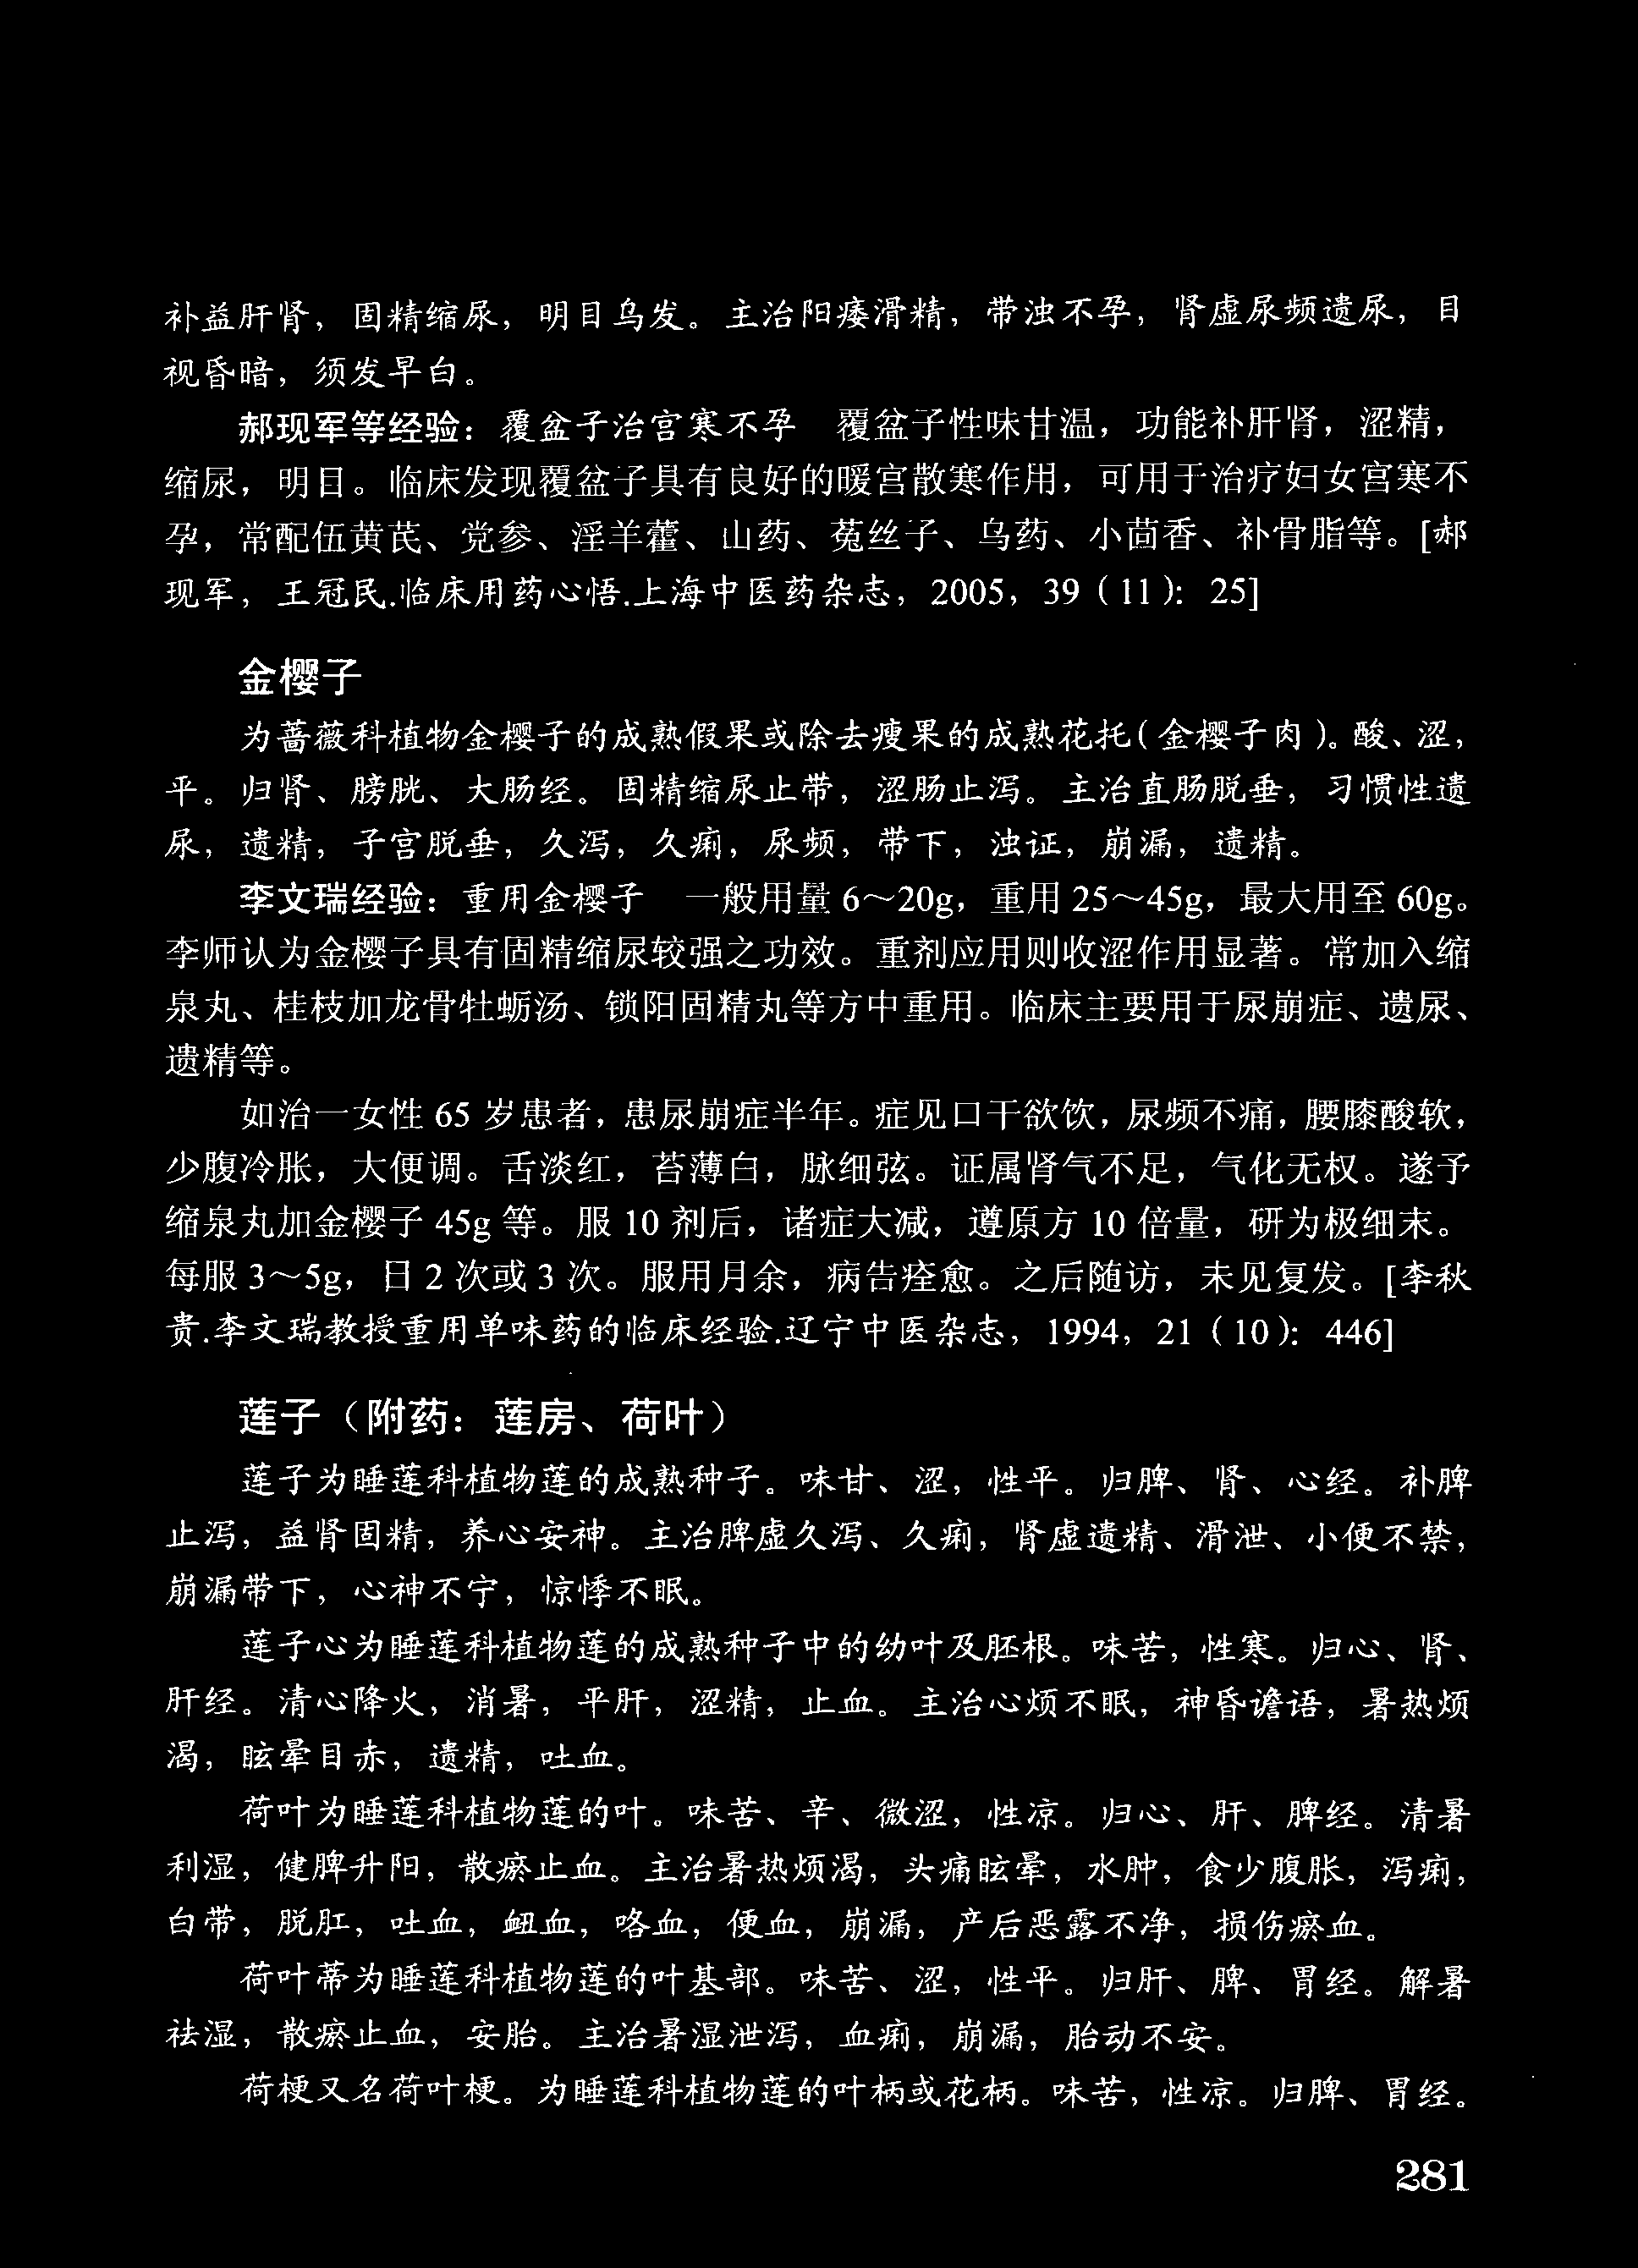 补益肝肾，固精缩尿，明目乌发。主治阳痿滑精，带浊不孕，肾虚尿频遗尿，目
视昏暗，须发早白。
郝现军等经验：覆盆子治宫寒不孕　覆盆子性味甘温，功能补肝肾，涩精，
缩尿，明目。临床发现覆盆子具有良好的暖宫散寒作用，可用于治疗妇女宫寒不
孕，常配伍黄芪、党参、淫羊藿、山药、菟丝子、乌药、小茴香、补骨脂等。[郝
现军，王冠民.临床用药心悟.上海中医药杂志，2005，39（11）：25]
金樱子
为蔷薇科植物金樱子的成熟假果或除去瘦果的成熟花托（金樱子肉）。酸、涩，
平。归肾、膀胱、大肠经。固精缩尿止带，涩肠止泻。主治直肠脱垂，习惯性遗
尿，遗精，子宫脱垂，久泻，久痢，尿频，带下，浊证，崩漏，遗精。
李文瑞经验：重用金樱子　一般用量 6～20g，重用 25～45g，最大用至 60g。
李师认为金樱子具有固精缩尿较强之功效。重剂应用则收涩作用显著。常加入缩
泉丸、桂枝加龙骨牡蛎汤、锁阳固精丸等方中重用。临床主要用于尿崩症、遗尿、
遗精等。
如治一女性 65 岁患者，患尿崩症半年。症见口干欲饮，尿频不痛，腰膝酸软，
少腹冷胀，大便调。舌淡红，苔薄白，脉细弦。证属肾气不足，气化无权。遂予
缩泉丸加金樱子 45g 等。服 10 剂后，诸症大减，遵原方 10 倍量，研为极细末。
每服 3～5g，日 2 次或 3 次。服用月余，病告痊愈。之后随访，未见复发。[李秋
贵.李文瑞教授重用单味药的临床经验.辽宁中医杂志，1994，21（10）：446]
莲子（附药：莲房、荷叶）
莲子为睡莲科植物莲的成熟种子。味甘、涩，性平。归脾、肾、心经。补脾
止泻，益肾固精，养心安神。主治脾虚久泻、久痢，肾虚遗精、滑泄、小便不禁，
崩漏带下，心神不宁，惊悸不眠。
莲子心为睡莲科植物莲的成熟种子中的幼叶及胚根。味苦，性寒。归心、肾、
肝经。清心降火，消暑，平肝，涩精，止血。主治心烦不眠，神昏谵语，暑热烦
渴，眩晕目赤，遗精，吐血。
荷叶为睡莲科植物莲的叶。味苦、辛、微涩，性凉。归心、肝、脾经。清暑
利湿，健脾升阳，散瘀止血。主治暑热烦渴，头痛眩晕，水肿，食少腹胀，泻痢，
白带，脱肛，吐血，衄血，咯血，便血，崩漏，产后恶露不净，损伤瘀血。
荷叶蒂为睡莲科植物莲的叶基部。味苦、涩，性平。归肝、脾、胃经。解暑
祛湿，散瘀止血，安胎。主治暑湿泄泻，血痢，崩漏，胎动不安。
荷梗又名荷叶梗。为睡莲科植物莲的叶柄或花柄。味苦，性凉。归脾、胃经。
281